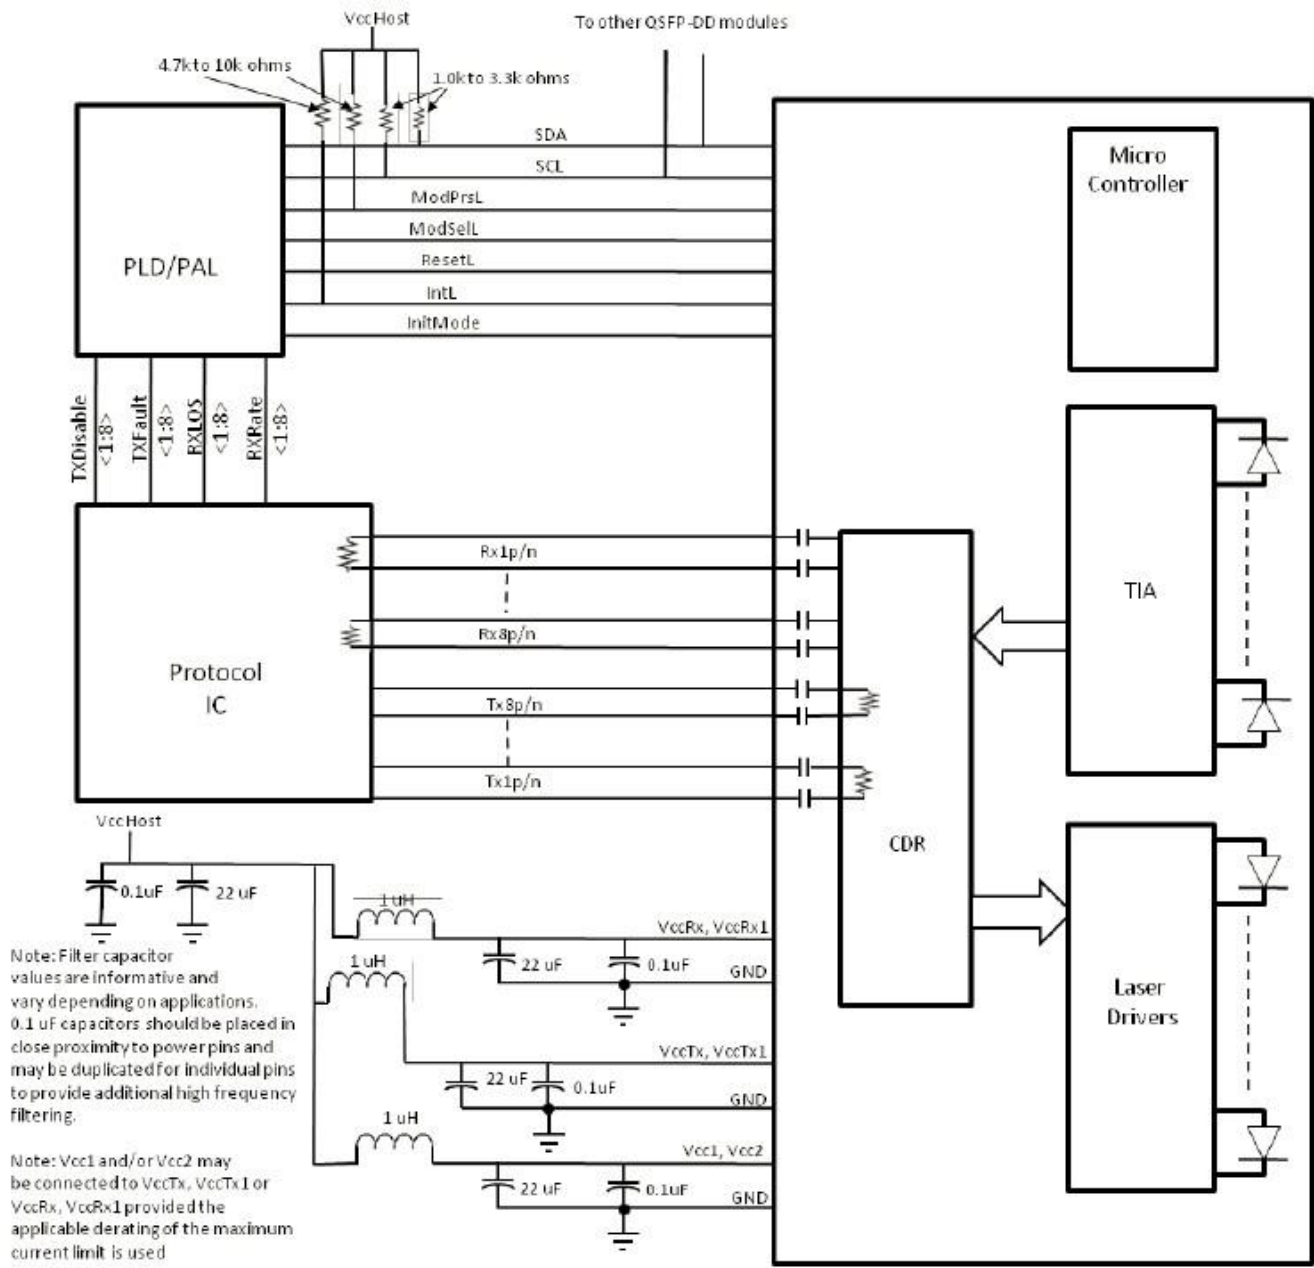 VccHost
To other QSFP-DD modules
4.7k to 10k ohms
1.0k to 3.3k ohms
SDA
SCL
ModPrsL
ModSelL
ResetL
IntL
InitMode
PLD/PAL
Micro
Controller
TXDisable
<1:8>
TXFault
<1:8>
RXLOS
<1:8>
RXRate
<1:8>
Rx1p/n
Rx8p/n
Protocol
IC
Tx8p/n
Tx1p/n
TIA
CDR
VccHost
0.1uF
22 uF
1 uH
VccRx, VccRx1
22 uF
0.1uF
GND
1 uH
VccTx, VccTx1
22 uF
0.1uF
GND
1 uH
Vcc1, Vcc2
22 uF
0.1uF
GND
Laser
Drivers
Note: Filter capacitor
values are informative and
vary depending on applications.
0.1 uF capacitors should be placed in
close proximity to power pins and
may be duplicated for individual pins
to provide additional high frequency
filtering.
Note: Vcc1 and/or Vcc2 may
be connected to VccTx, VccTx1 or
VccRx, VccRx1 provided the
applicable derating of the maximum
current limit is used